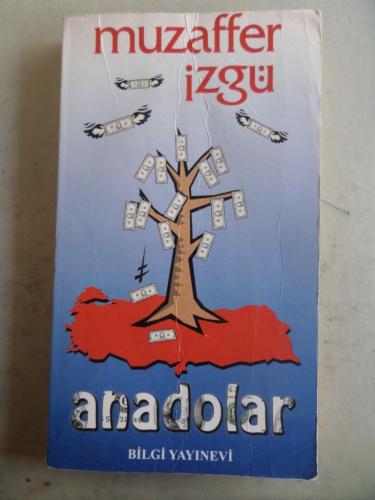 muzaffer
izgü
anadolar
BİLGİ YAYINEVİ